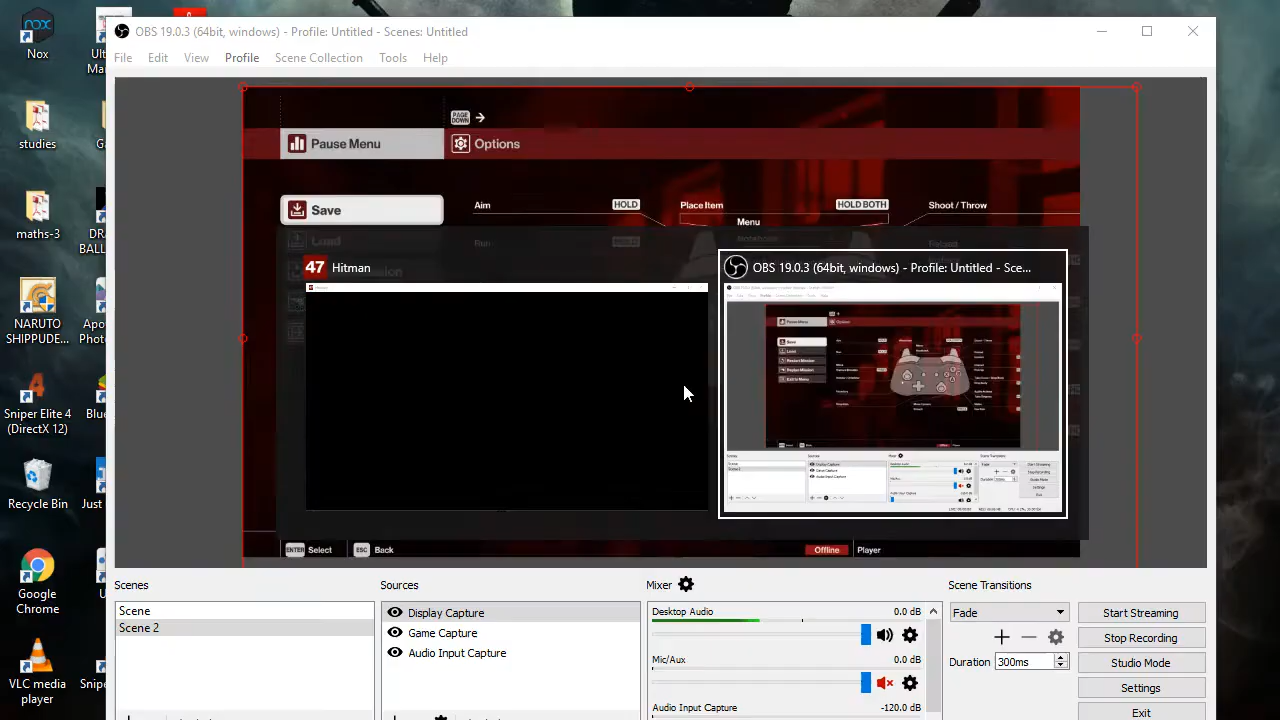 Nox
studies
maths-3
NARUTO
SHIPPUDE...
Sniper Elite 4
(DirectX 12)
Recycle Bin
Google
Chrome
VLC media
player
OBS 19.0.3 (64bit, windows) - Profile: Untitled - Scenes: Untitled
File Edit View Profile Scene Collection Tools Help
PAGE DOWN
Pause Menu
Options
Save
Aim HOLD Place Item HOLD BOTH Shoot / Throw
Menu
Load
Run
47 Hitman
OBS 19.0.3 (64bit, windows) - Profile: Untitled - Sce...
ENTER Select ESC Back
Offline Player
Scenes
Scene
Scene 2
Sources
Display Capture
Game Capture
Audio Input Capture
Mixer
Desktop Audio 0.0 dB
Mic/Aux 0.0 dB
Audio Input Capture -120.0 dB
Scene Transitions
Fade
Duration 300ms
Start Streaming
Stop Recording
Studio Mode
Settings
Exit